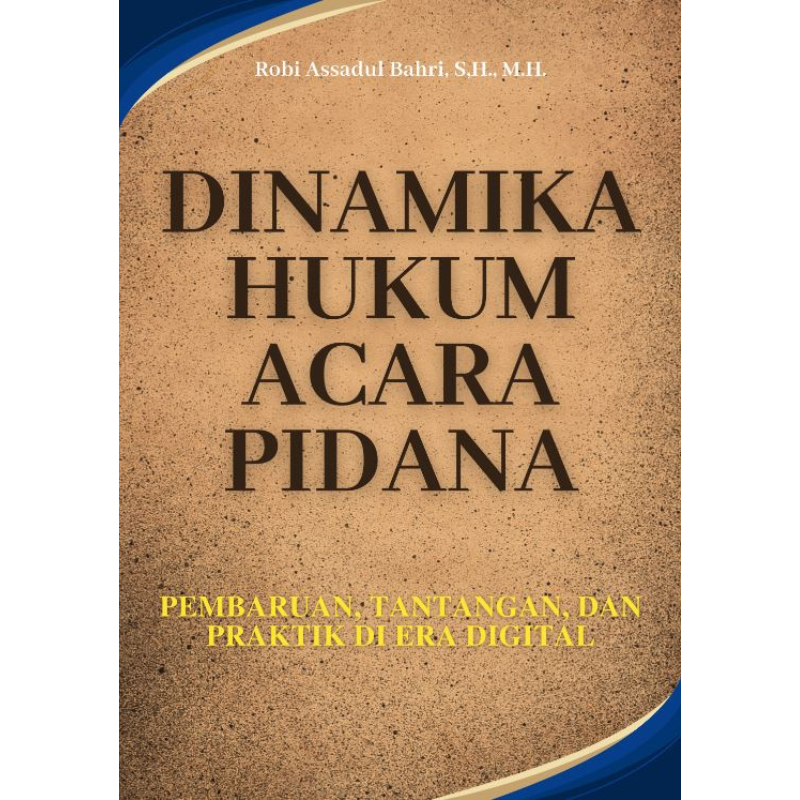 Robi Assadul Bahri, S,H., M.H.
DINAMIKA
HUKUM
ACARA
PIDANA
PEMBARUAN, TANTANGAN, DAN
PRAKTIK DI ERA DIGITAL